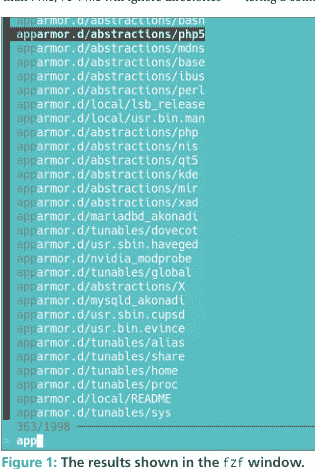 apparmor.d/abstractions/bash
apparmor.d/abstractions/php5
apparmor.d/abstractions/mdns
apparmor.d/abstractions/base
apparmor.d/abstractions/ibus
apparmor.d/abstractions/perl
apparmor.d/local/lsb_release
apparmor.d/local/usr.bin.man
apparmor.d/abstractions/php
apparmor.d/abstractions/nis
apparmor.d/abstractions/qt5
apparmor.d/abstractions/kde
apparmor.d/abstractions/mir
apparmor.d/abstractions/xad
apparmor.d/mariadbd_akonadi
apparmor.d/tunables/dovecot
apparmor.d/usr.sbin.haveged
apparmor.d/nvidia_modprobe
apparmor.d/tunables/global
apparmor.d/abstractions/X
apparmor.d/mysqld_akonadi
apparmor.d/usr.sbin.cupsd
apparmor.d/usr.bin.evince
apparmor.d/tunables/alias
apparmor.d/tunables/share
apparmor.d/tunables/home
apparmor.d/tunables/proc
apparmor.d/local/README
apparmor.d/tunables/sys
363/1998
> app
Figure 1: The results shown in the fzf window.